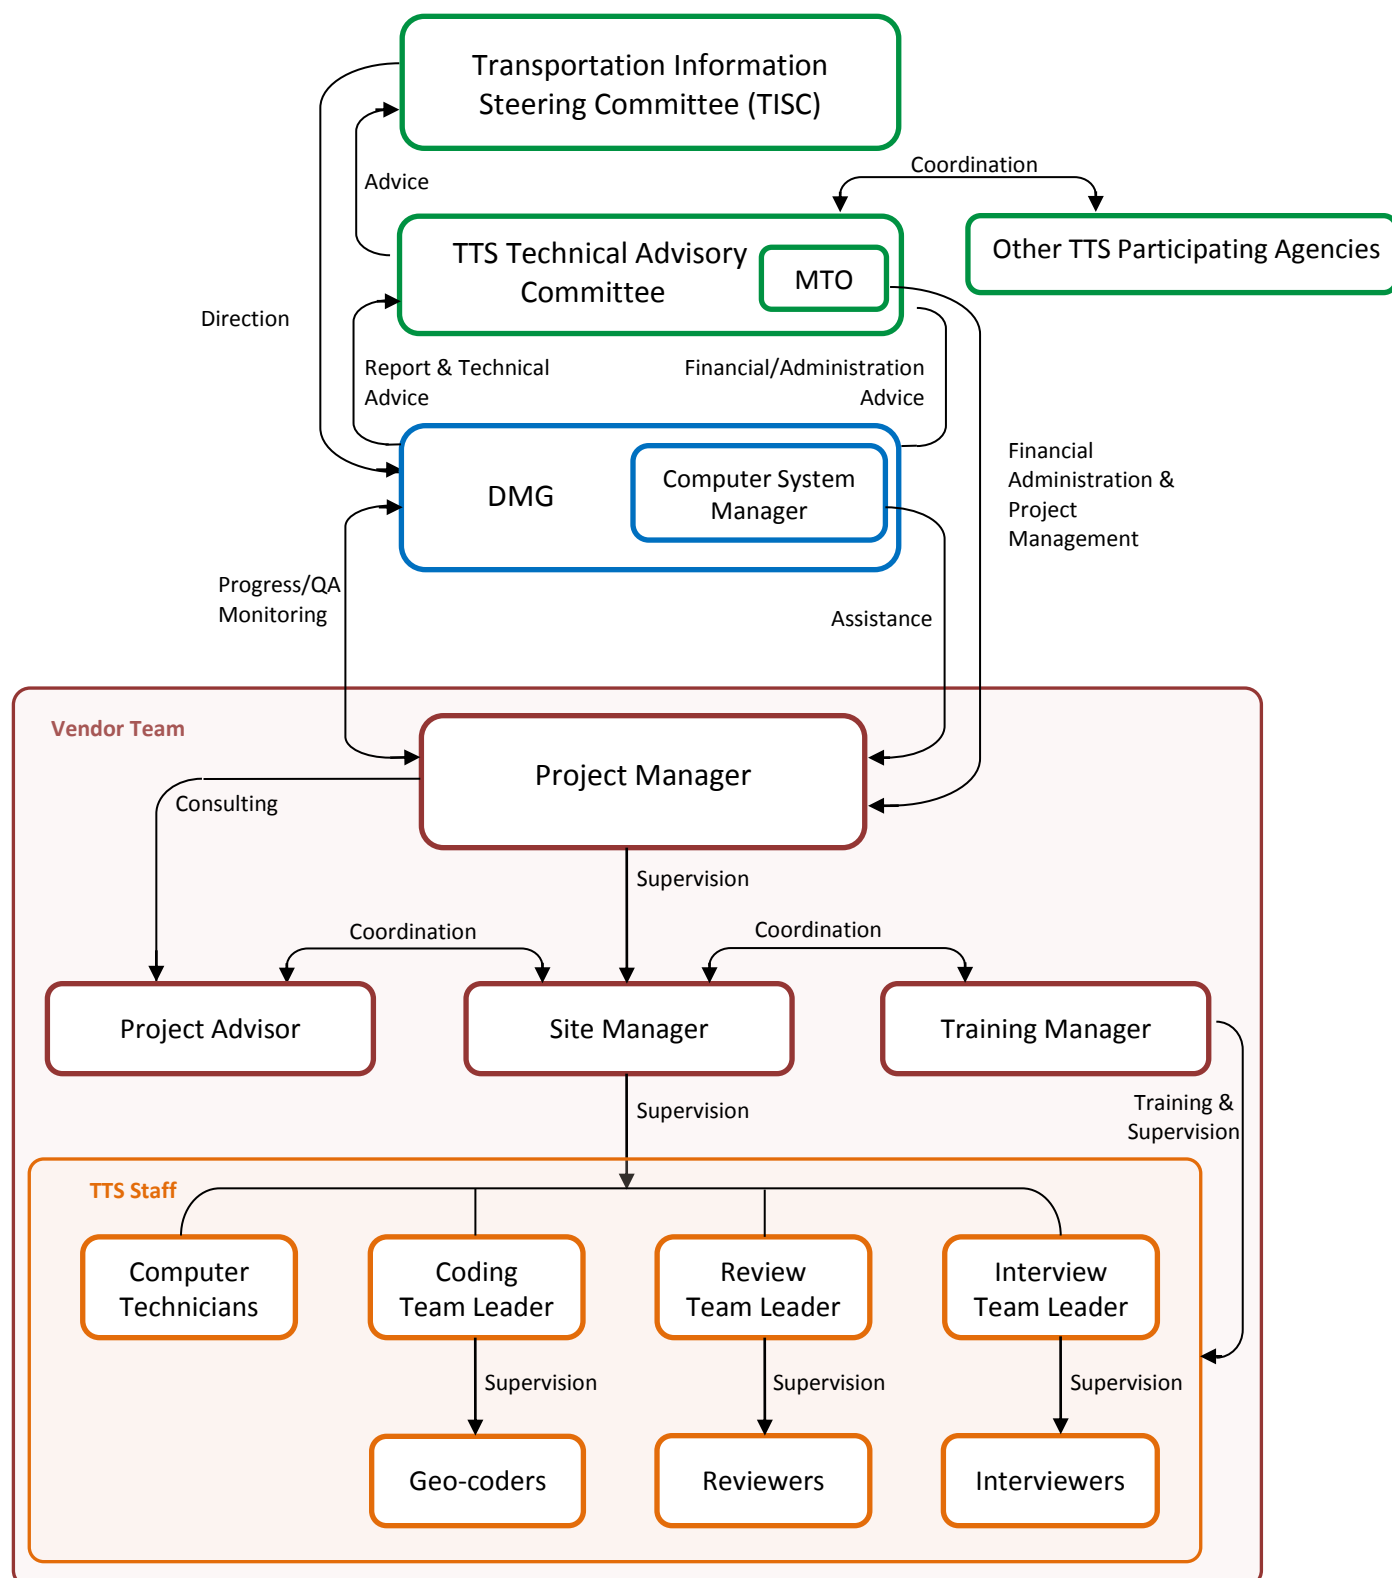 Transportation Information
Steering Committee (TISC)
Coordination
Advice
TTS Technical Advisory
Committee
MTO
Other TTS Participating Agencies
Direction
Report & Technical
Advice
Financial/Administration
Advice
DMG
Computer System
Manager
Financial
Administration &
Project
Management
Progress/QA
Monitoring
Assistance
Vendor Team
Project Manager
Consulting
Supervision
Coordination
Coordination
Project Advisor
Site Manager
Training Manager
Supervision
Training &
Supervision
TTS Staff
Computer
Technicians
Coding
Team Leader
Review
Team Leader
Interview
Team Leader
Supervision
Supervision
Supervision
Geo-coders
Reviewers
Interviewers